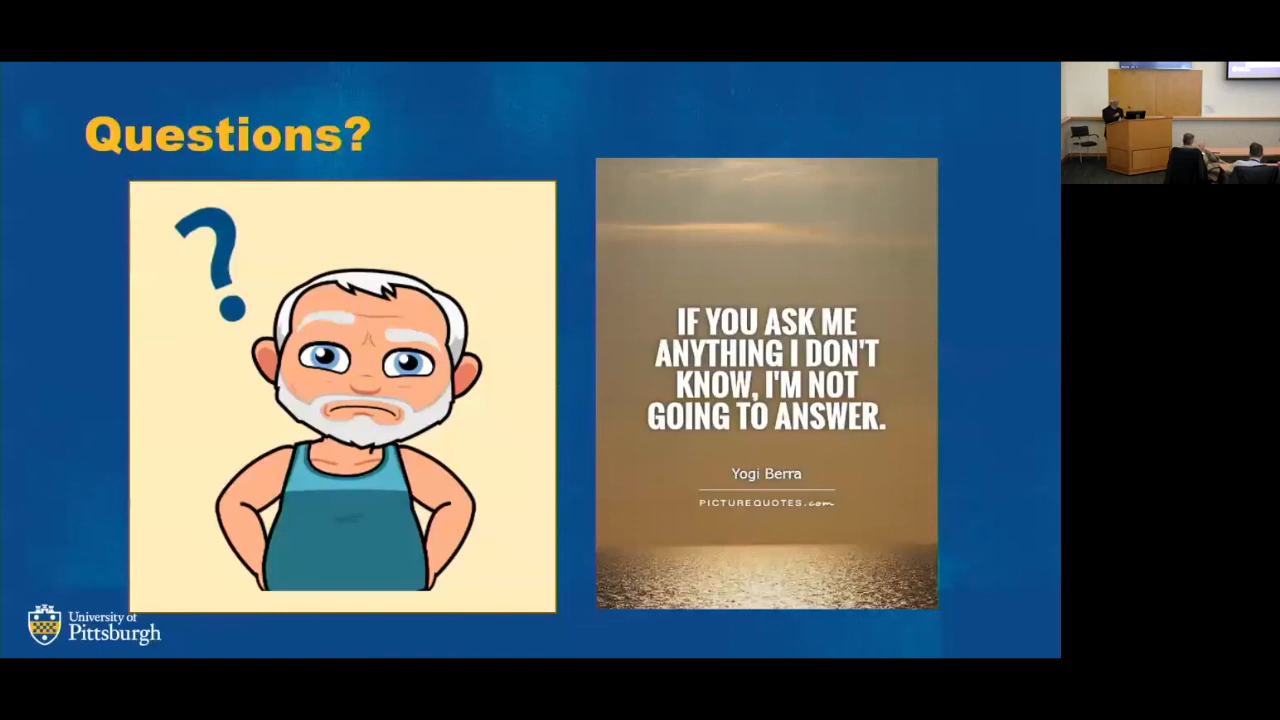 Questions?
?
IF YOU ASK ME
ANYTHING I DON'T
KNOW, I'M NOT
GOING TO ANSWER.
Yogi Berra
PICTUREQUOTES.com
University of
Pittsburgh